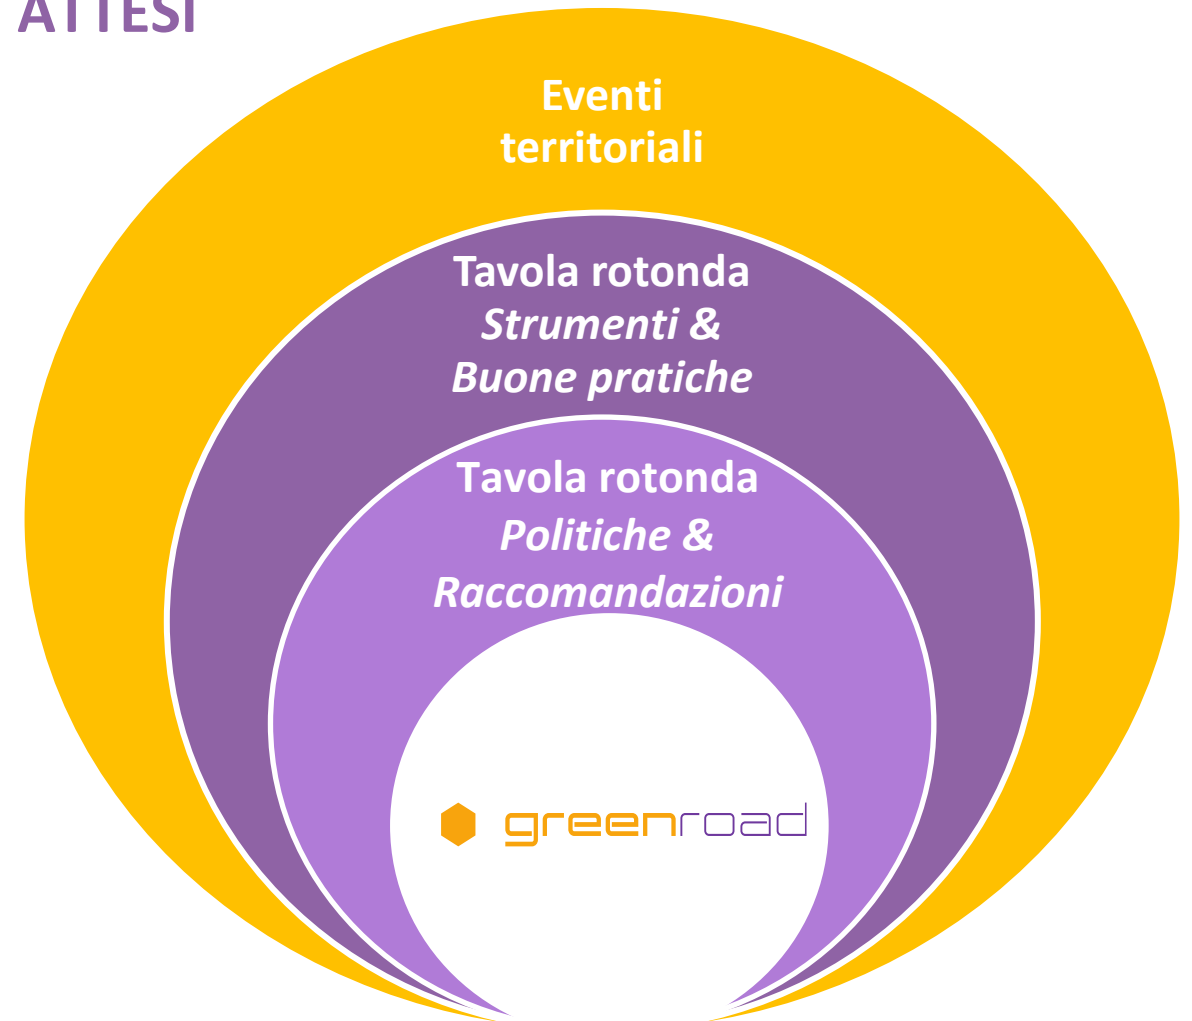 ATTESI
Eventi
territoriali
Tavola rotonda
Strumenti &
Buone pratiche
Tavola rotonda
Politiche &
Raccomandazioni
greenroad